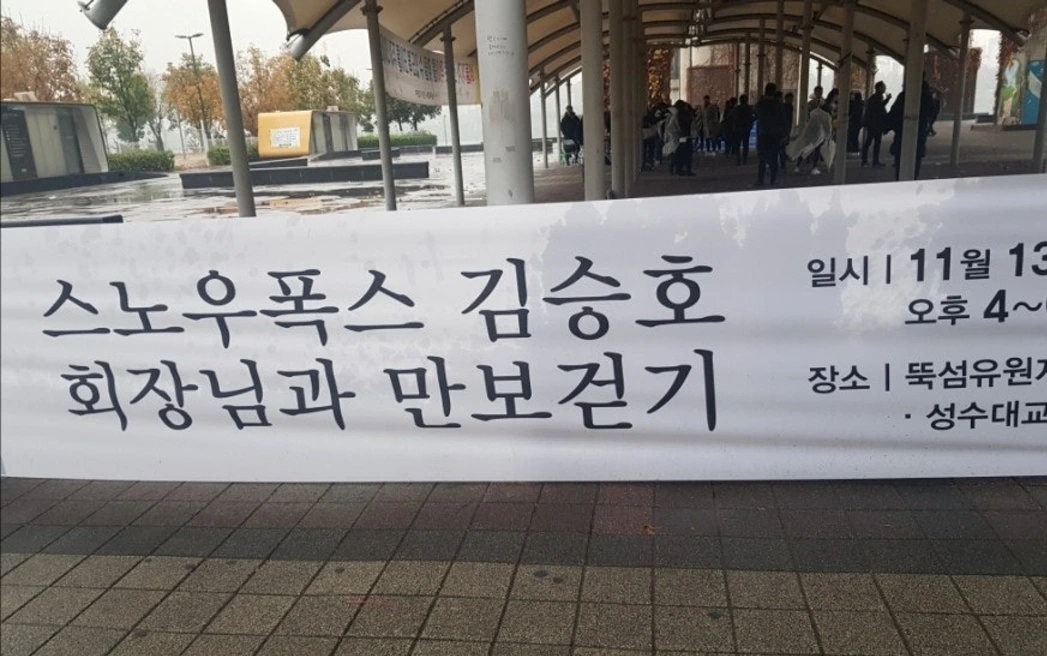 스노우폭스 김승호
회장님과 만보걷기
일시 | 11월 13
오후 4~
장소 | 뚝섬유원
· 성수대교